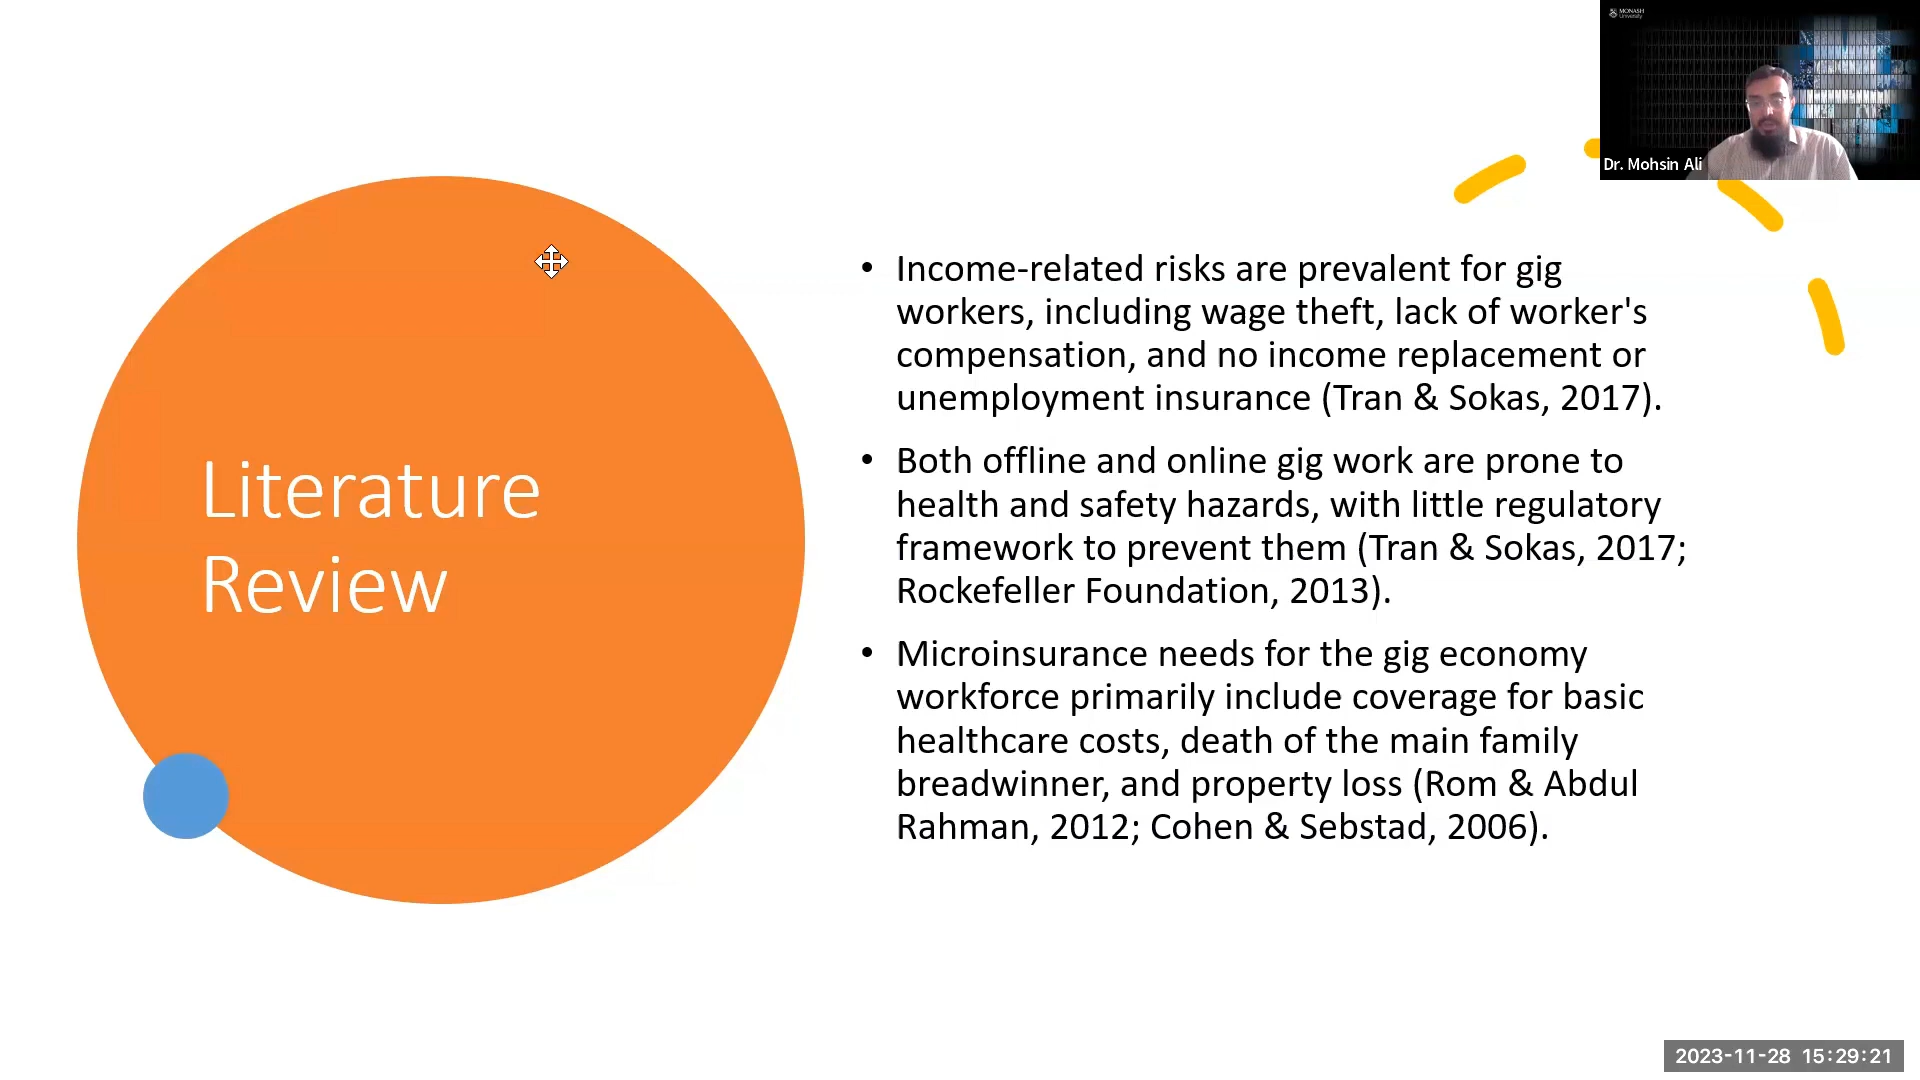 MONASH
University
Dr. Mohsin Ali
Literature
Review
• Income-related risks are prevalent for gig
workers, including wage theft, lack of worker's
compensation, and no income replacement or
unemployment insurance (Tran & Sokas, 2017).
• Both offline and online gig work are prone to
health and safety hazards, with little regulatory
framework to prevent them (Tran & Sokas, 2017;
Rockefeller Foundation, 2013).
• Microinsurance needs for the gig economy
workforce primarily include coverage for basic
healthcare costs, death of the main family
breadwinner, and property loss (Rom & Abdul
Rahman, 2012; Cohen & Sebstad, 2006).
2023-11-28 15:29:21